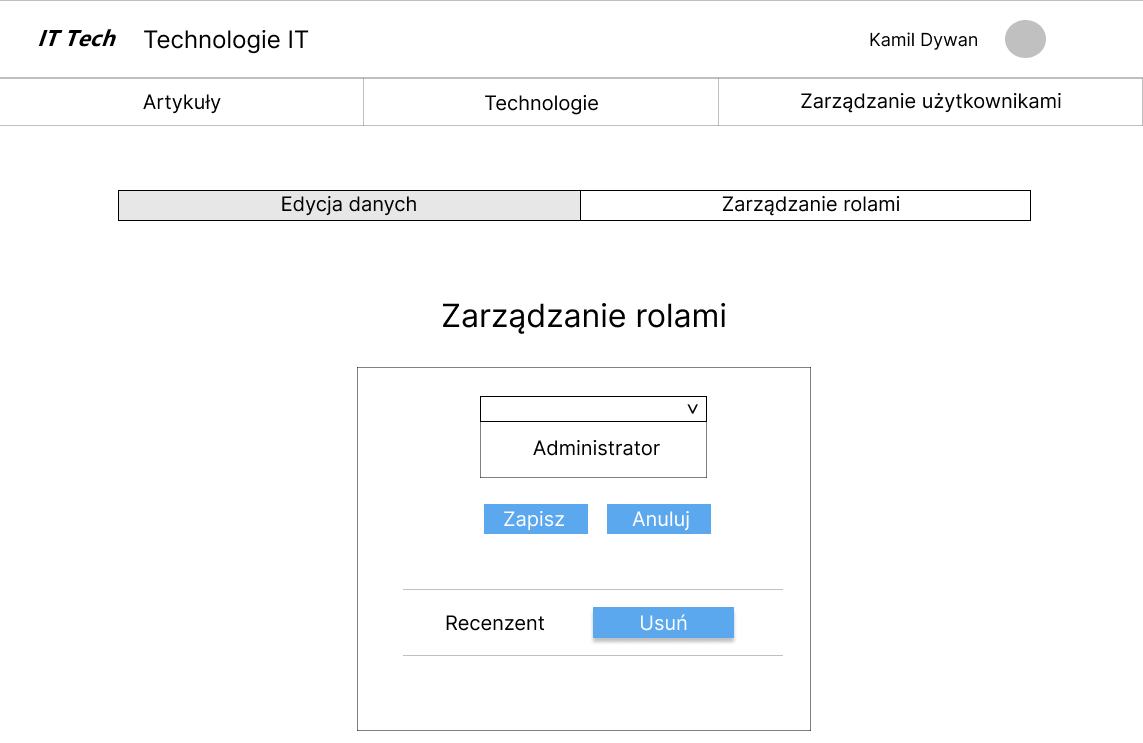 IT Tech Technologie IT Kamil Dywan
Artykuły Technologie Zarządzanie użytkownikami
Edycja danych Zarządzanie rolami
Zarządzanie rolami
Administrator
Zapisz Anuluj
Recenzent Usuń